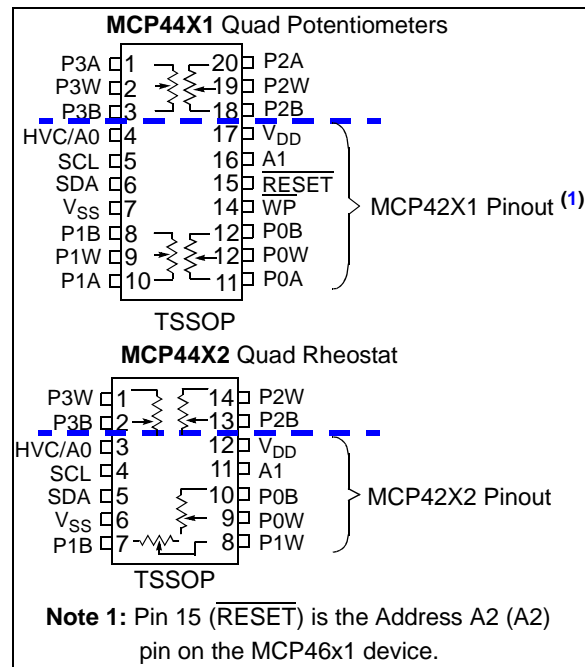 MCP44X1 Quad Potentiometers
P3A 1 20 P2A
P3W 2 19 P2W
P3B 3 18 P2B
HVC/A0 4 17 VDD
SCL 5 16 A1
SDA 6 15 RESET
VSS 7 14 WP
P1B 8 12 P0B
P1W 9 12 P0W
P1A 10 11 P0A
MCP42X1 Pinout (1)
TSSOP
MCP44X2 Quad Rheostat
P3W 1 14 P2W
P3B 2 13 P2B
HVC/A0 3 12 VDD
SCL 4 11 A1
SDA 5 10 P0B
VSS 6 9 P0W
P1B 7 8 P1W
MCP42X2 Pinout
TSSOP
Note 1: Pin 15 (RESET) is the Address A2 (A2)
pin on the MCP46x1 device.